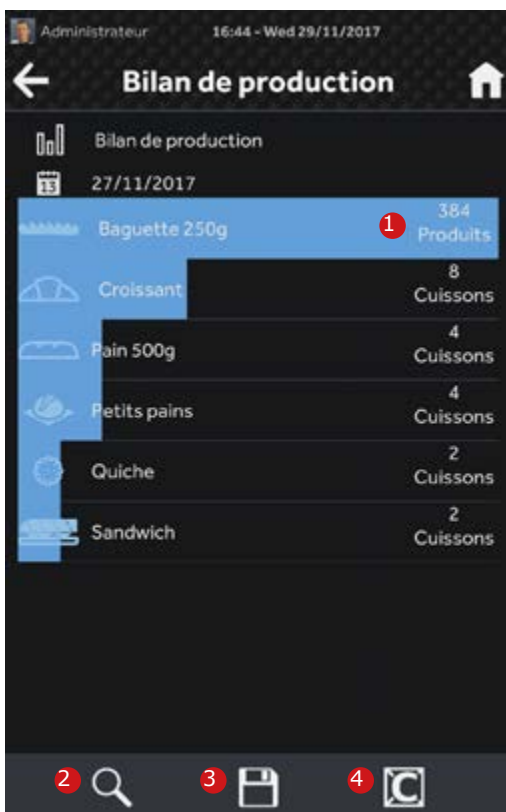 Administrateur 16:44 - Wed 29/11/2017
Bilan de production
Bilan de production
13
27/11/2017
Baguette 250g
1
384
Produits
Croissant
8
Cuissons
Pain 500g
4
Cuissons
Petits pains
4
Cuissons
Quiche
2
Cuissons
Sandwich
2
Cuissons
2
3
4
C